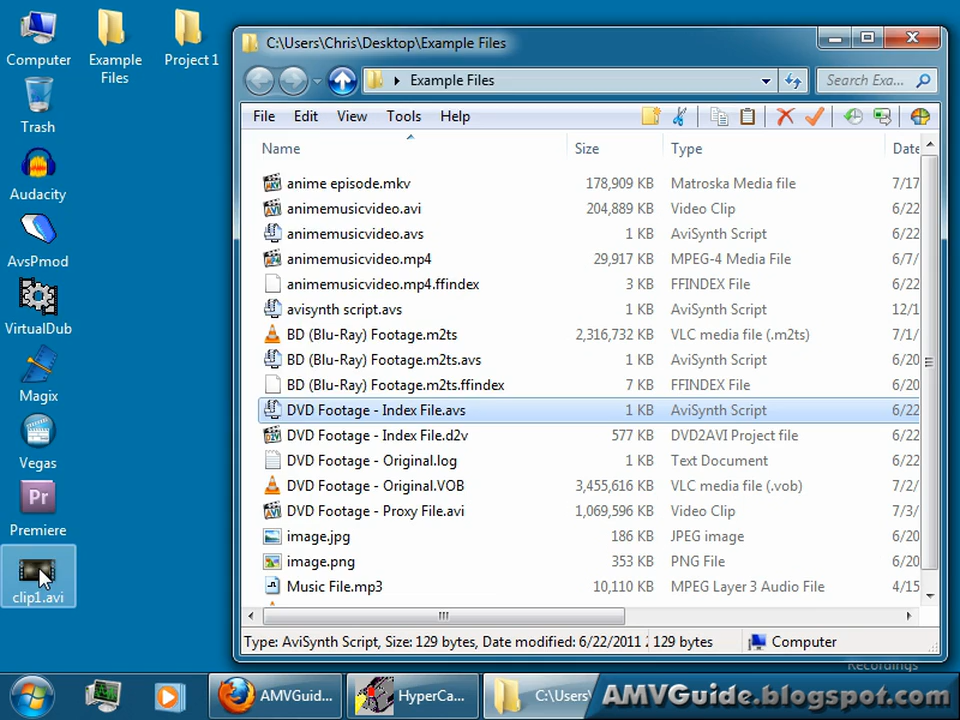 Computer
Example
Files
Project 1
Trash
Audacity
AvsPmod
VirtualDub
Magix
Vegas
Premiere
clip1.avi
C:\Users\Chris\Desktop\Example Files
Example Files
Search Exa...
File Edit View Tools Help
Name Size Type Date
anime episode.mkv 178,909 KB Matroska Media file 7/17
animemusicvideo.avi 204,889 KB Video Clip 6/22
animemusicvideo.avs 1 KB AviSynth Script 6/22
animemusicvideo.mp4 29,917 KB MPEG-4 Media File 6/7/
animemusicvideo.mp4.ffindex 3 KB FFINDEX File 6/20
avisynth script.avs 1 KB AviSynth Script 12/1
BD (Blu-Ray) Footage.m2ts 2,316,732 KB VLC media file (.m2ts) 7/1/
BD (Blu-Ray) Footage.m2ts.avs 1 KB AviSynth Script 6/20
BD (Blu-Ray) Footage.m2ts.ffindex 7 KB FFINDEX File 6/20
DVD Footage - Index File.avs 1 KB AviSynth Script 6/22
DVD Footage - Index File.d2v 577 KB DVD2AVI Project file 6/22
DVD Footage - Original.log 1 KB Text Document 6/22
DVD Footage - Original.VOB 3,455,616 KB VLC media file (.vob) 7/2/
DVD Footage - Proxy File.avi 1,069,596 KB Video Clip 7/3/
image.jpg 186 KB JPEG image 6/20
image.png 353 KB PNG File 6/20
Music File.mp3 10,110 KB MPEG Layer 3 Audio File 4/15
Type: AviSynth Script, Size: 129 bytes, Date modified: 6/22/2011 129 bytes Computer
Recordings
AMVGuid... HyperCa... C:\Users\
AMVGuide.blogspot.com